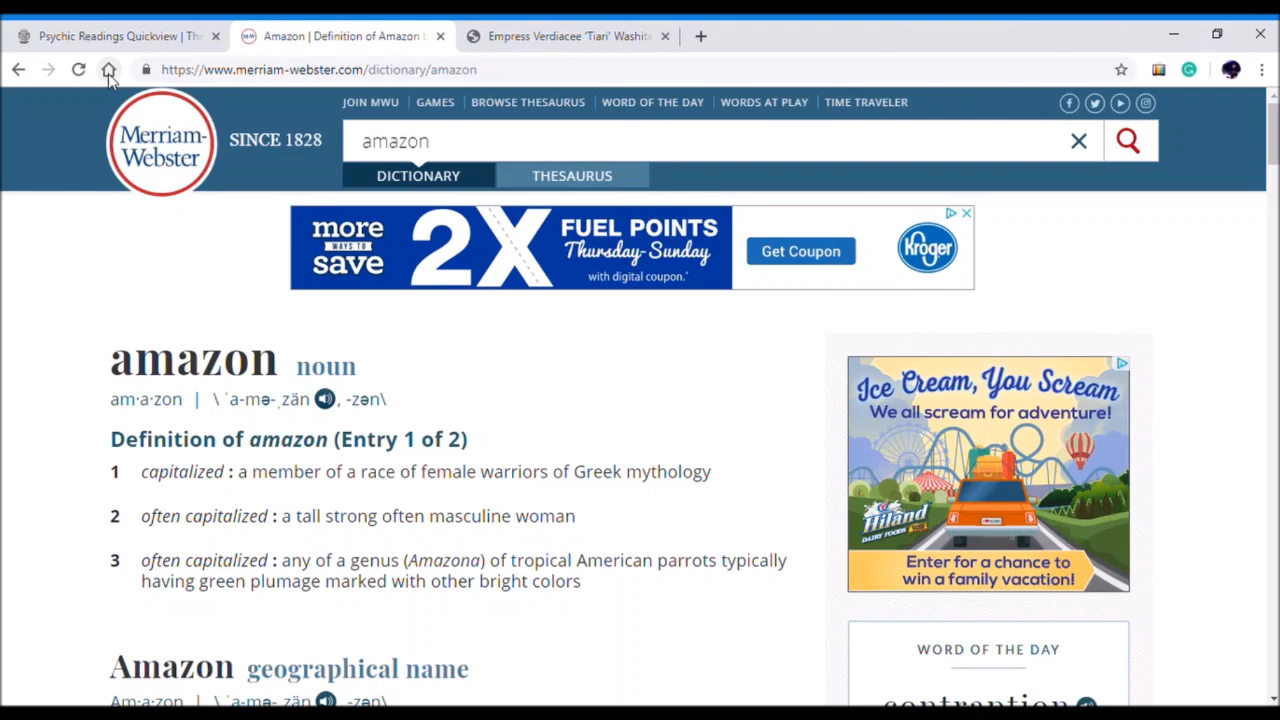 Psychic Readings Quickview | The
Amazon | Definition of Amazon b
Empress Verdiacee 'Tiari' Washita
https://www.merriam-webster.com/dictionary/amazon
JOIN MWU
GAMES
BROWSE THESAURUS
WORD OF THE DAY
WORDS AT PLAY
TIME TRAVELER
Merriam-
Webster
SINCE 1828
amazon
DICTIONARY
THESAURUS
more
WAYS TO
save
2X
FUEL POINTS
Thursday-Sunday
with digital coupon.*
Get Coupon
Kroger
amazon noun
am·a·zon | \ ˈa-mə-ˌzän , -zən\
Definition of amazon (Entry 1 of 2)
1 capitalized : a member of a race of female warriors of Greek mythology
2 often capitalized : a tall strong often masculine woman
3 often capitalized : any of a genus (Amazona) of tropical American parrots typically
having green plumage marked with other bright colors
Amazon geographical name
Am·a·zon | \ ˈa-mə-ˌzän , -zən\
Ice Cream, You Scream
We all scream for adventure!
Hiland
DAIRY FOODS
Enter for a chance to
win a family vacation!
WORD OF THE DAY
contraption